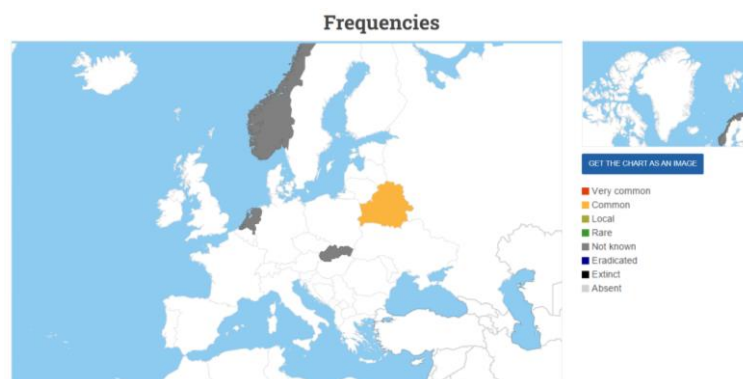 Frequencies
GET THE CHART AS AN IMAGE
Very common
Common
Local
Rare
Not known
Eradicated
Extinct
Absent